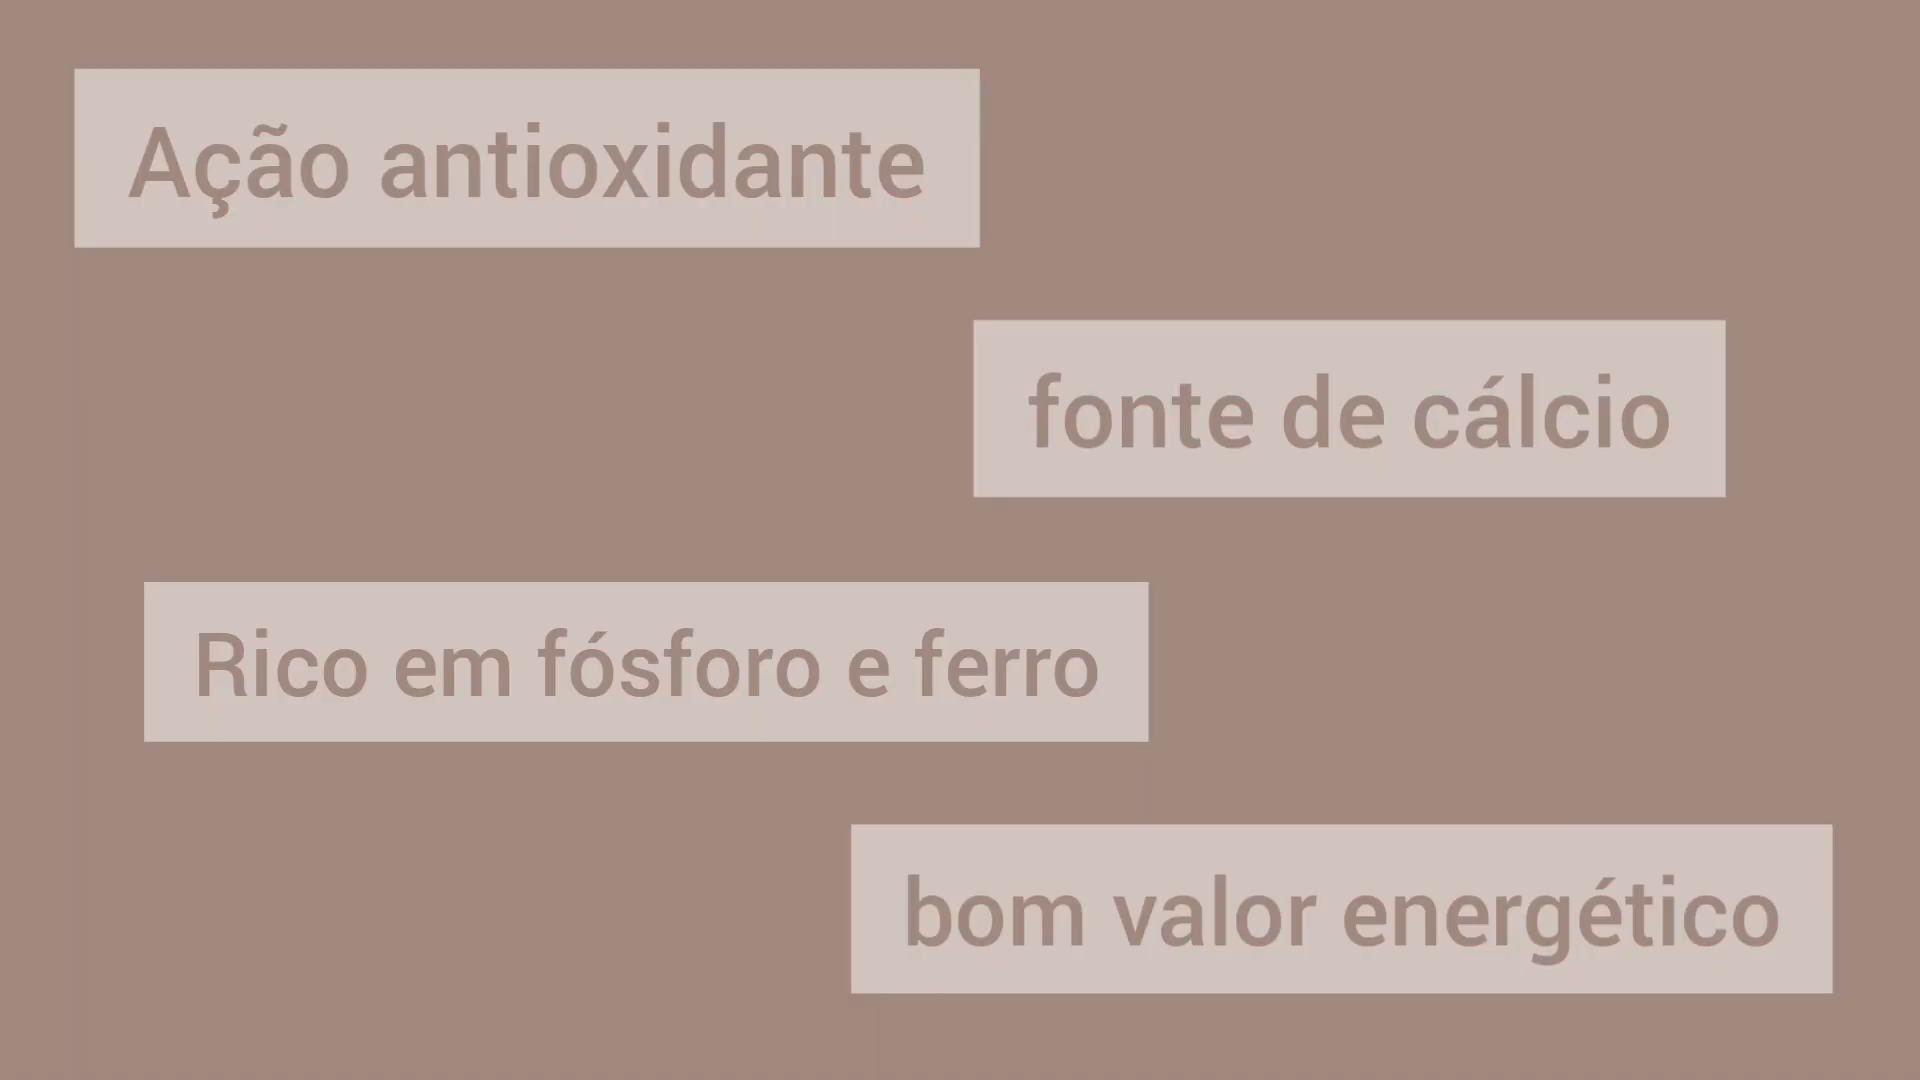 Ação antioxidante
fonte de cálcio
Rico em fósforo e ferro
bom valor energético